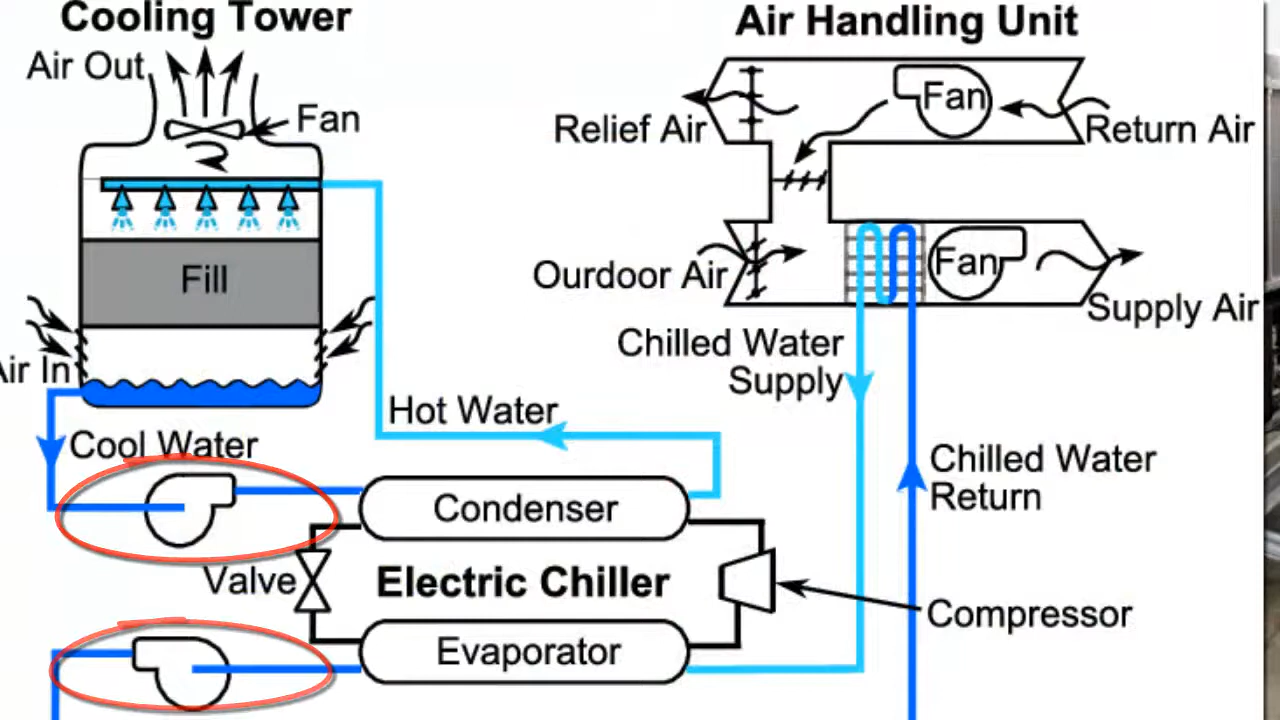 Cooling Tower
Air Handling Unit
Air Out
Fan
Fan
Relief Air
Return Air
Fill
Ourdoor Air
Fan
Supply Air
Air In
Chilled Water
Supply
Hot Water
Cool Water
Chilled Water
Return
Condenser
Valve
Electric Chiller
Compressor
Evaporator